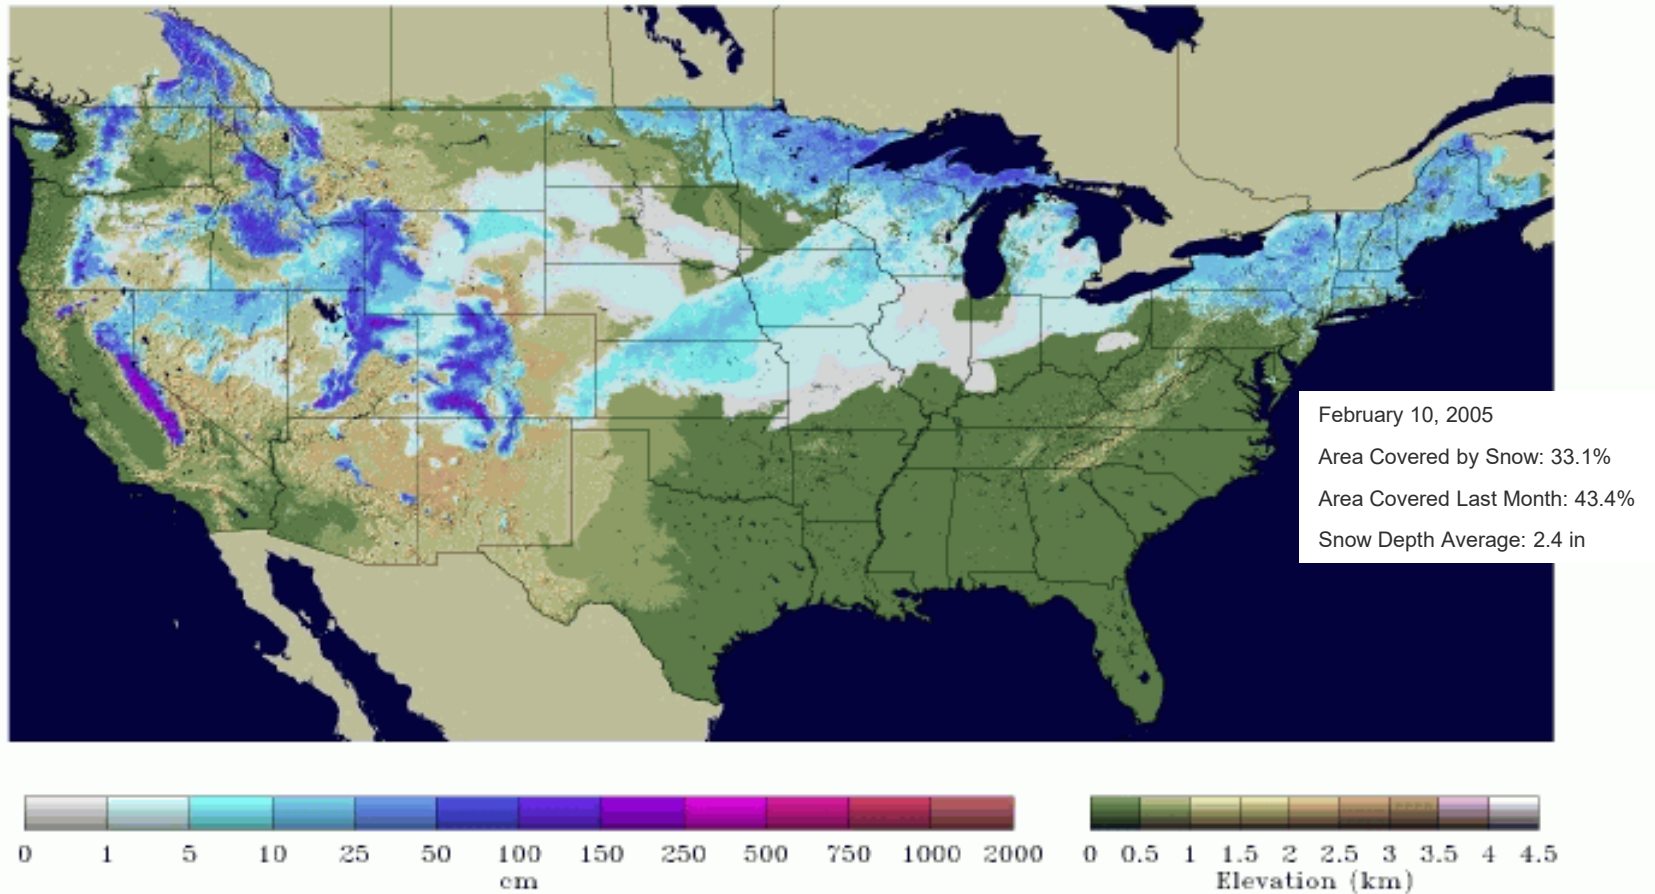 February 10, 2005
Area Covered by Snow: 33.1%
Area Covered Last Month: 43.4%
Snow Depth Average: 2.4 in
0 1 5 10 25 50 100 150 250 500 750 1000 2000
cm
0 0.5 1 1.5 2 2.5 3 3.5 4 4.5
Elevation (km)